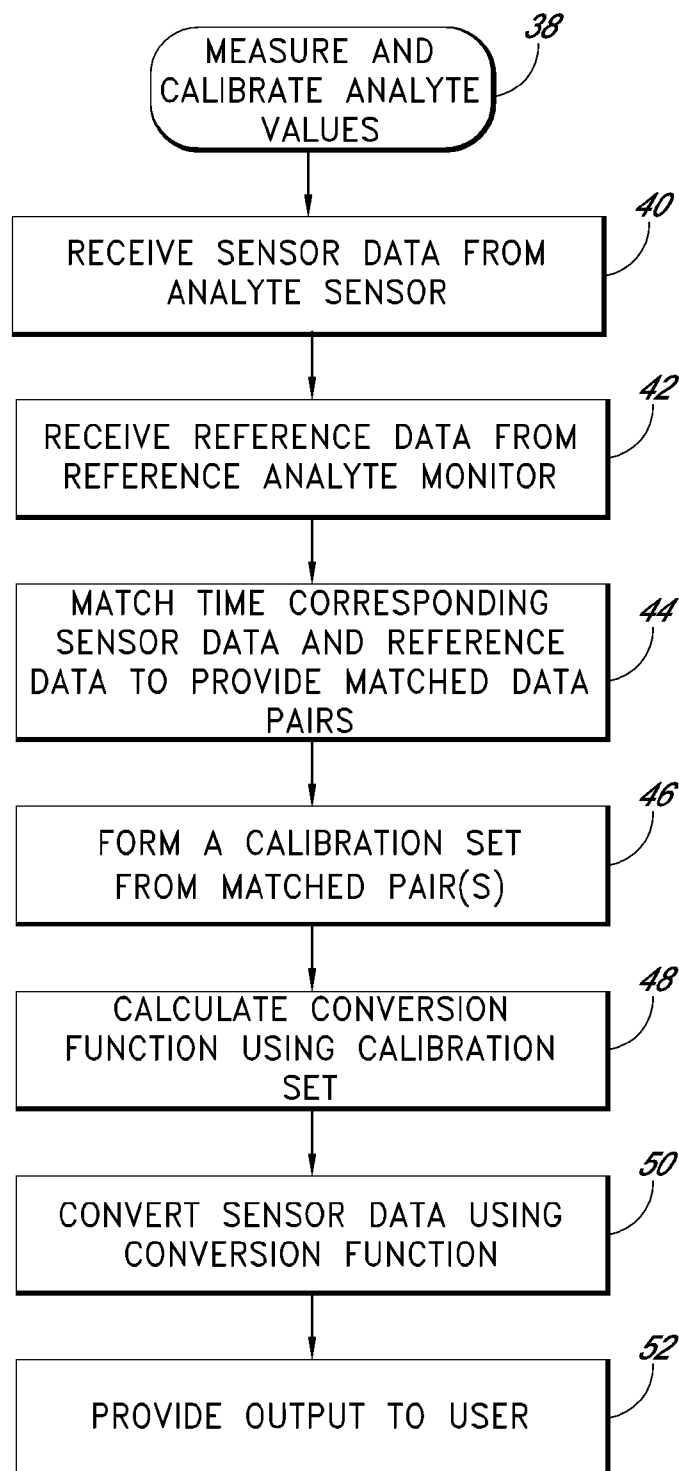 38
MEASURE AND
CALIBRATE ANALYTE
VALUES
40
RECEIVE SENSOR DATA FROM
ANALYTE SENSOR
42
RECEIVE REFERENCE DATA FROM
REFERENCE ANALYTE MONITOR
44
MATCH TIME CORRESPONDING
SENSOR DATA AND REFERENCE
DATA TO PROVIDE MATCHED DATA
PAIRS
46
FORM A CALIBRATION SET
FROM MATCHED PAIR(S)
48
CALCULATE CONVERSION
FUNCTION USING CALIBRATION
SET
50
CONVERT SENSOR DATA USING
CONVERSION FUNCTION
52
PROVIDE OUTPUT TO USER